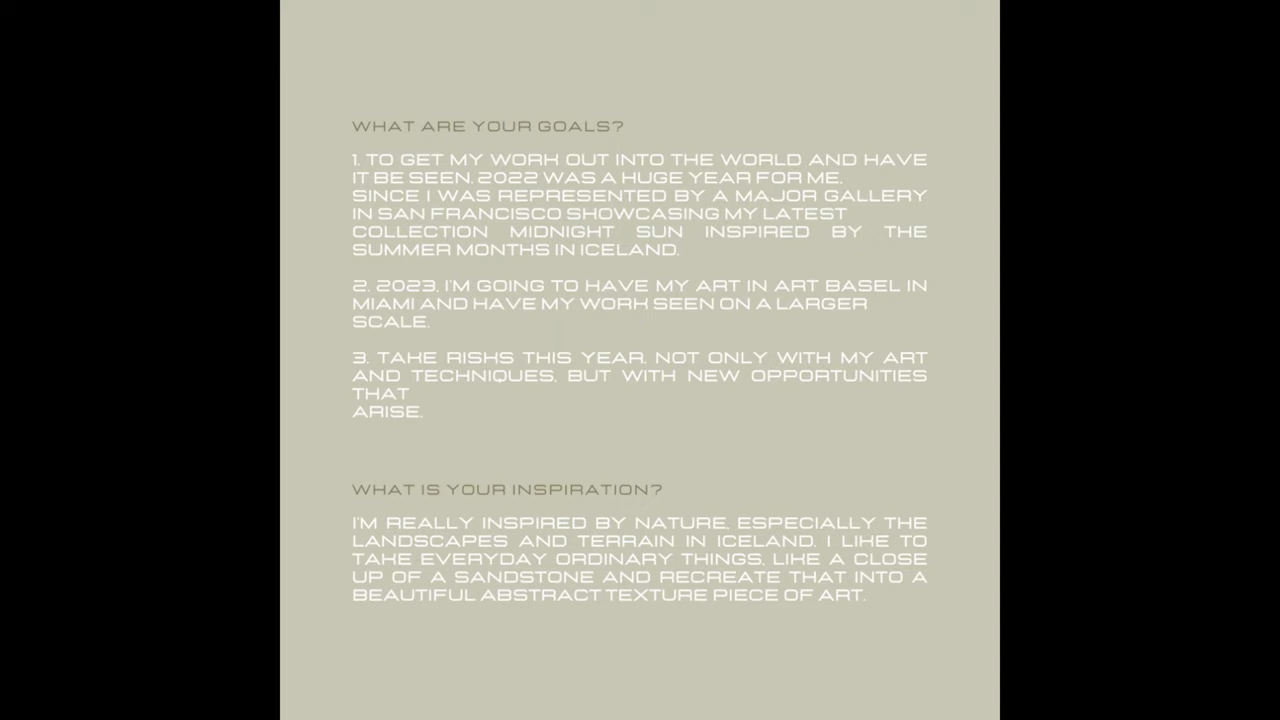 WHAT ARE YOUR GOALS?
1. TO GET MY WORK OUT INTO THE WORLD AND HAVE
IT BE SEEN. 2022 WAS A HUGE YEAR FOR ME,
SINCE I WAS REPRESENTED BY A MAJOR GALLERY
IN SAN FRANCISCO SHOWCASING MY LATEST
COLLECTION MIDNIGHT SUN INSPIRED BY THE
SUMMER MONTHS IN ICELAND.
2. 2023, I'M GOING TO HAVE MY ART IN ART BASEL IN
MIAMI AND HAVE MY WORK SEEN ON A LARGER
SCALE.
3. TAKE RISKS THIS YEAR. NOT ONLY WITH MY ART
AND TECHNIQUES, BUT WITH NEW OPPORTUNITIES
THAT
ARISE.
WHAT IS YOUR INSPIRATION?
I'M REALLY INSPIRED BY NATURE, ESPECIALLY THE
LANDSCAPES AND TERRAIN IN ICELAND. I LIKE TO
TAKE EVERYDAY ORDINARY THINGS, LIKE A CLOSE
UP OF A SANDSTONE AND RECREATE THAT INTO A
BEAUTIFUL ABSTRACT TEXTURE PIECE OF ART.